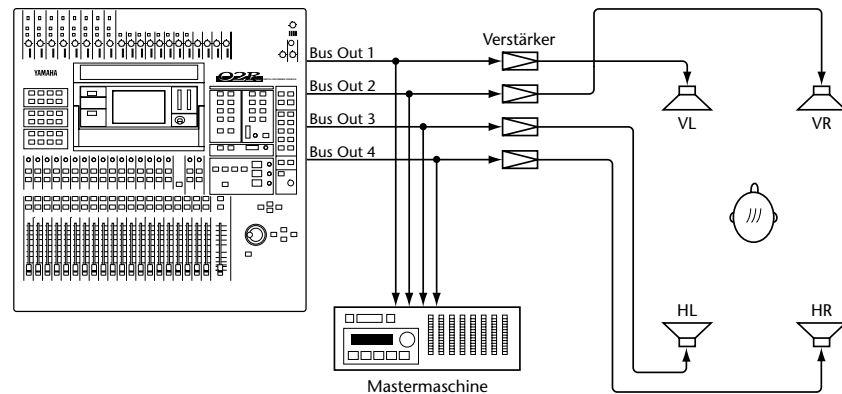 Bus Out 1
Verstärker
YAMAHA
02R
Bus Out 2
VL
VR
Bus Out 3
Bus Out 4
HL
HR
Mastermaschine